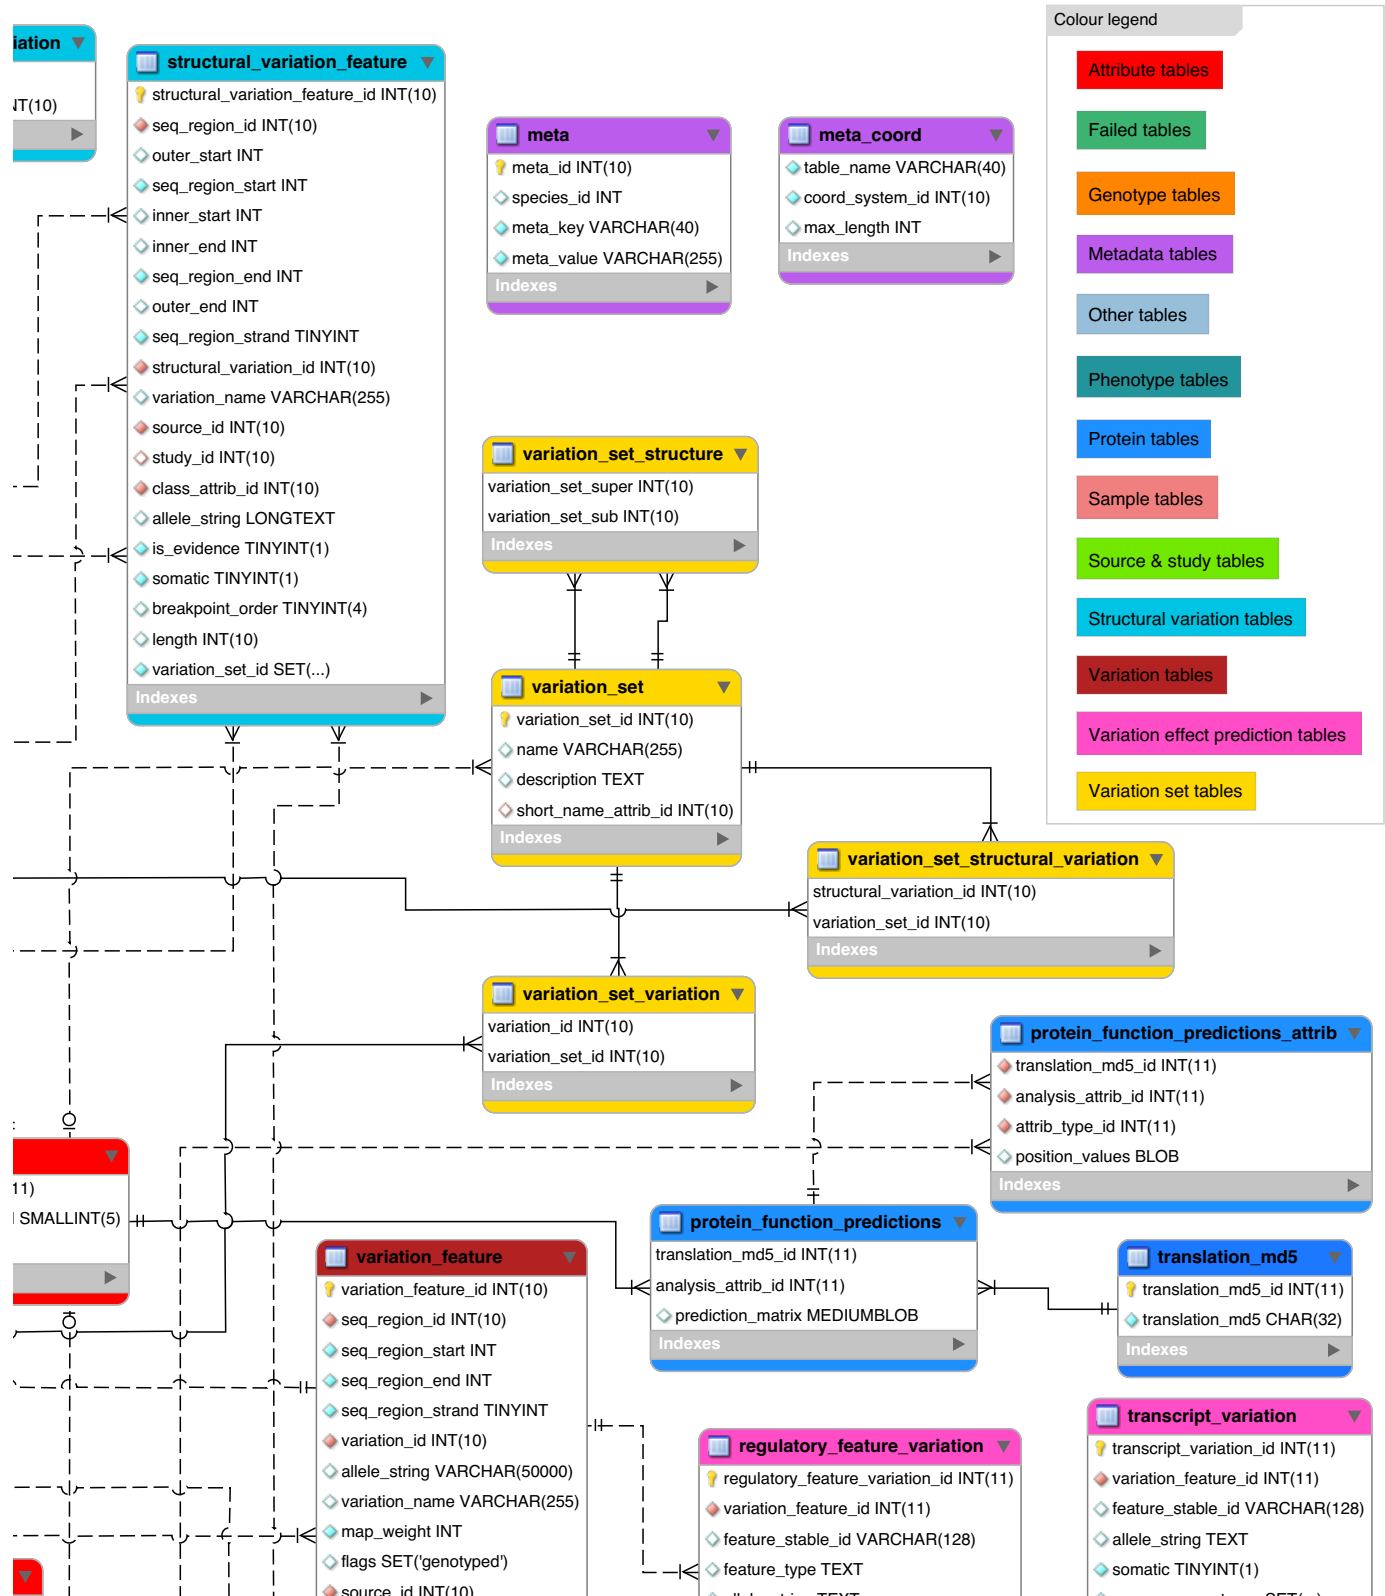 iation
NT(10)
structural_variation_feature
structural_variation_feature_id INT(10)
seq_region_id INT(10)
outer_start INT
seq_region_start INT
inner_start INT
inner_end INT
seq_region_end INT
outer_end INT
seq_region_strand TINYINT
structural_variation_id INT(10)
variation_name VARCHAR(255)
source_id INT(10)
study_id INT(10)
class_attrib_id INT(10)
allele_string LONGTEXT
is_evidence TINYINT(1)
somatic TINYINT(1)
breakpoint_order TINYINT(4)
length INT(10)
variation_set_id SET(...)
Indexes
meta
meta_id INT(10)
species_id INT
meta_key VARCHAR(40)
meta_value VARCHAR(255)
Indexes
meta_coord
table_name VARCHAR(40)
coord_system_id INT(10)
max_length INT
Indexes
Colour legend
Attribute tables
Failed tables
Genotype tables
Metadata tables
Other tables
Phenotype tables
Protein tables
Sample tables
Source & study tables
Structural variation tables
Variation tables
Variation effect prediction tables
Variation set tables
variation_set_structure
variation_set_super INT(10)
variation_set_sub INT(10)
Indexes
variation_set
variation_set_id INT(10)
name VARCHAR(255)
description TEXT
short_name_attrib_id INT(10)
Indexes
variation_set_structural_variation
structural_variation_id INT(10)
variation_set_id INT(10)
Indexes
variation_set_variation
variation_id INT(10)
variation_set_id INT(10)
Indexes
protein_function_predictions_attrib
translation_md5_id INT(11)
analysis_attrib_id INT(11)
attrib_type_id INT(11)
position_values BLOB
Indexes
11)
SMALLINT(5)
protein_function_predictions
translation_md5_id INT(11)
analysis_attrib_id INT(11)
prediction_matrix MEDIUMBLOB
Indexes
translation_md5
translation_md5_id INT(11)
translation_md5 CHAR(32)
Indexes
variation_feature
variation_feature_id INT(10)
seq_region_id INT(10)
seq_region_start INT
seq_region_end INT
seq_region_strand TINYINT
variation_id INT(10)
allele_string VARCHAR(50000)
variation_name VARCHAR(255)
map_weight INT
flags SET('genotyped')
source_id INT(10)
regulatory_feature_variation
regulatory_feature_variation_id INT(11)
variation_feature_id INT(11)
feature_stable_id VARCHAR(128)
feature_type TEXT
transcript_variation
transcript_variation_id INT(11)
variation_feature_id INT(11)
feature_stable_id VARCHAR(128)
allele_string TEXT
somatic TINYINT(1)